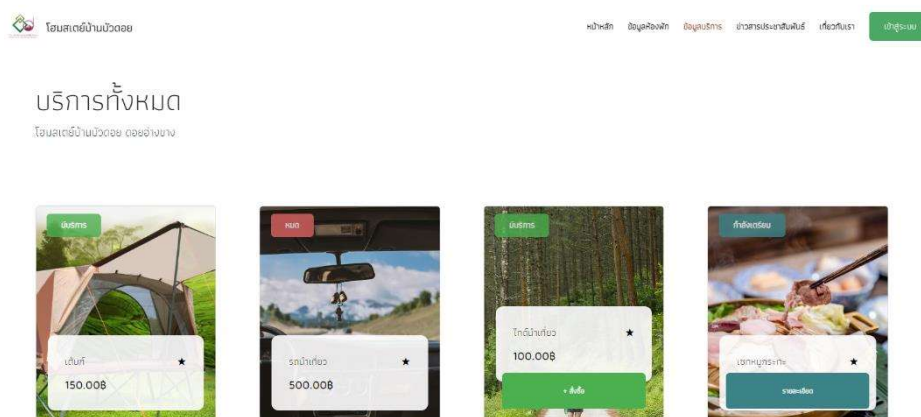 โฮมสเตย์บ้านบัวดอย
หน้าหลัก ข้อมูลห้องพัก ข้อมูลบริการ ข่าวสารประชาสัมพันธ์ เกี่ยวกับเรา เข้าสู่ระบบ
บริการทั้งหมด
โฮมสเตย์บ้านบัวดอย ดอยอ่างขาง
มีบริการ
หมด
มีบริการ
กำลังเตรียม
เต็นท์
150.00฿
รถนำเที่ยว
500.00฿
ไกด์นำเที่ยว
100.00฿
+ สั่งซื้อ
เซทหมูกระทะ
รายละเอียด